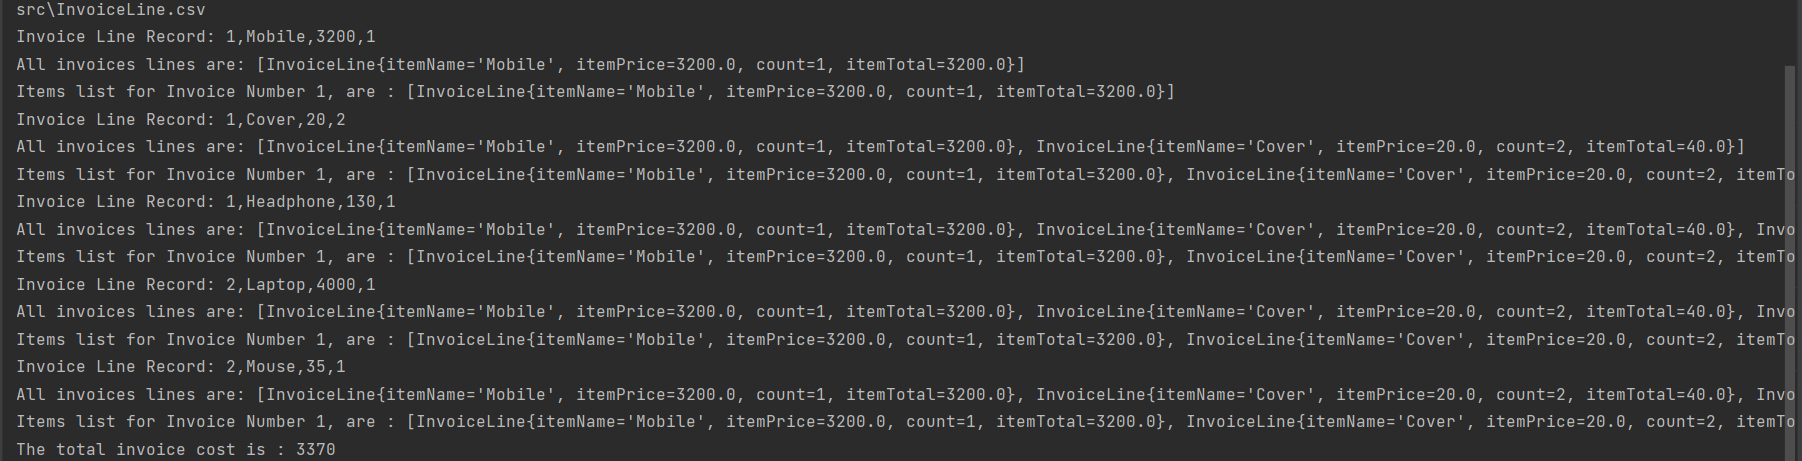 src\InvoiceLine.csv
Invoice Line Record: 1,Mobile,3200,1
All invoices lines are: [InvoiceLine{itemName='Mobile', itemPrice=3200.0, count=1, itemTotal=3200.0}]
Items list for Invoice Number 1, are : [InvoiceLine{itemName='Mobile', itemPrice=3200.0, count=1, itemTotal=3200.0}]
Invoice Line Record: 1,Cover,20,2
All invoices lines are: [InvoiceLine{itemName='Mobile', itemPrice=3200.0, count=1, itemTotal=3200.0}, InvoiceLine{itemName='Cover', itemPrice=20.0, count=2, itemTotal=40.0}]
Items list for Invoice Number 1, are : [InvoiceLine{itemName='Mobile', itemPrice=3200.0, count=1, itemTotal=3200.0}, InvoiceLine{itemName='Cover', itemPrice=20.0, count=2, itemTo
Invoice Line Record: 1,Headphone,130,1
All invoices lines are: [InvoiceLine{itemName='Mobile', itemPrice=3200.0, count=1, itemTotal=3200.0}, InvoiceLine{itemName='Cover', itemPrice=20.0, count=2, itemTotal=40.0}, Invo
Items list for Invoice Number 1, are : [InvoiceLine{itemName='Mobile', itemPrice=3200.0, count=1, itemTotal=3200.0}, InvoiceLine{itemName='Cover', itemPrice=20.0, count=2, itemTo
Invoice Line Record: 2,Laptop,4000,1
All invoices lines are: [InvoiceLine{itemName='Mobile', itemPrice=3200.0, count=1, itemTotal=3200.0}, InvoiceLine{itemName='Cover', itemPrice=20.0, count=2, itemTotal=40.0}, Invo
Items list for Invoice Number 1, are : [InvoiceLine{itemName='Mobile', itemPrice=3200.0, count=1, itemTotal=3200.0}, InvoiceLine{itemName='Cover', itemPrice=20.0, count=2, itemTo
Invoice Line Record: 2,Mouse,35,1
All invoices lines are: [InvoiceLine{itemName='Mobile', itemPrice=3200.0, count=1, itemTotal=3200.0}, InvoiceLine{itemName='Cover', itemPrice=20.0, count=2, itemTotal=40.0}, Invo
Items list for Invoice Number 1, are : [InvoiceLine{itemName='Mobile', itemPrice=3200.0, count=1, itemTotal=3200.0}, InvoiceLine{itemName='Cover', itemPrice=20.0, count=2, itemTo
The total invoice cost is : 3370